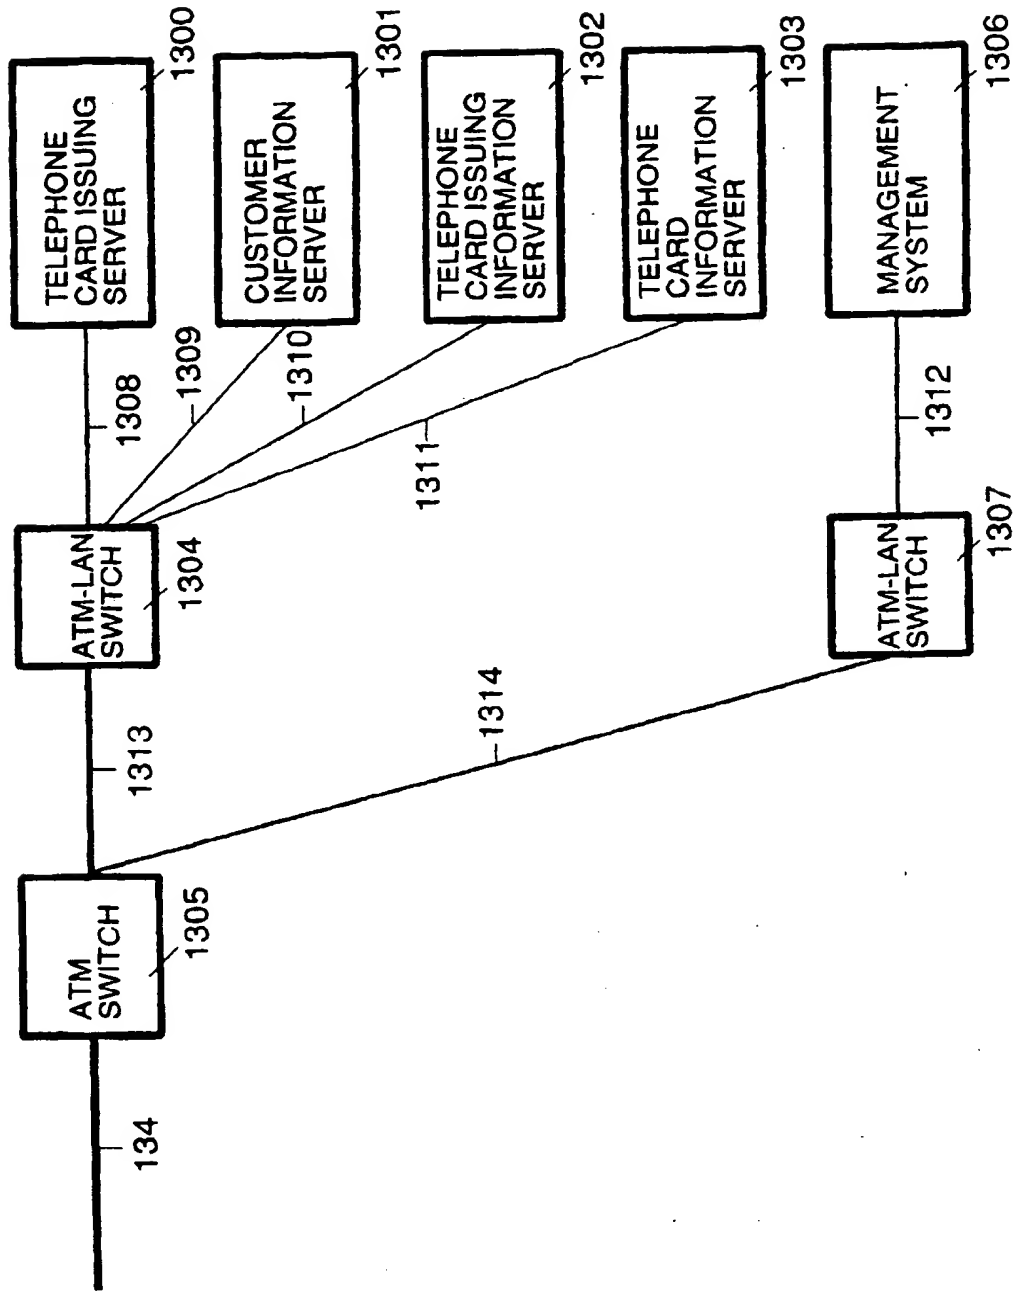 TELEPHONE
CARD ISSUING
SERVER
1300
CUSTOMER
INFORMATION
SERVER
1301
TELEPHONE
CARD ISSUING
INFORMATION
SERVER
1302
TELEPHONE
CARD
INFORMATION
SERVER
1303
MANAGEMENT
SYSTEM
1306
1308
1309
1310
1311
1312
ATM-LAN
SWITCH
1304
ATM-LAN
SWITCH
1307
1313
1314
ATM
SWITCH
1305
134